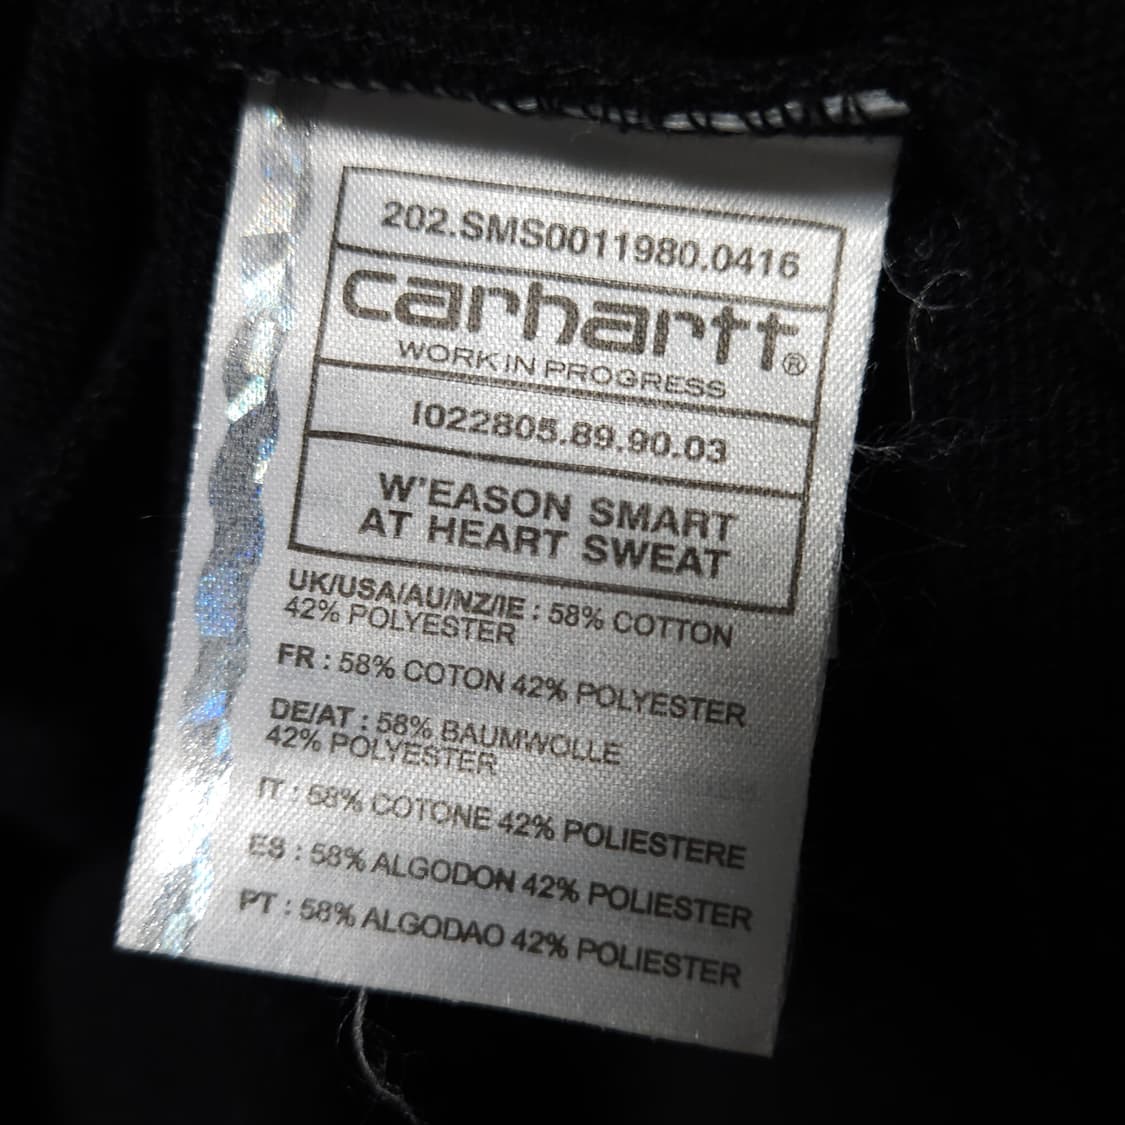 202.SMS0011980.0416
carhartt®
WORK IN PROGRESS
I022805.89.90.03
W'EASON SMART
AT HEART SWEAT
UK/USA/AU/NZ/IE : 58% COTTON
42% POLYESTER
FR : 58% COTON 42% POLYESTER
DE/AT : 58% BAUMWOLLE
42% POLYESTER
IT : 58% COTONE 42% POLIESTERE
ES : 58% ALGODON 42% POLIESTER
PT : 58% ALGODAO 42% POLIESTER